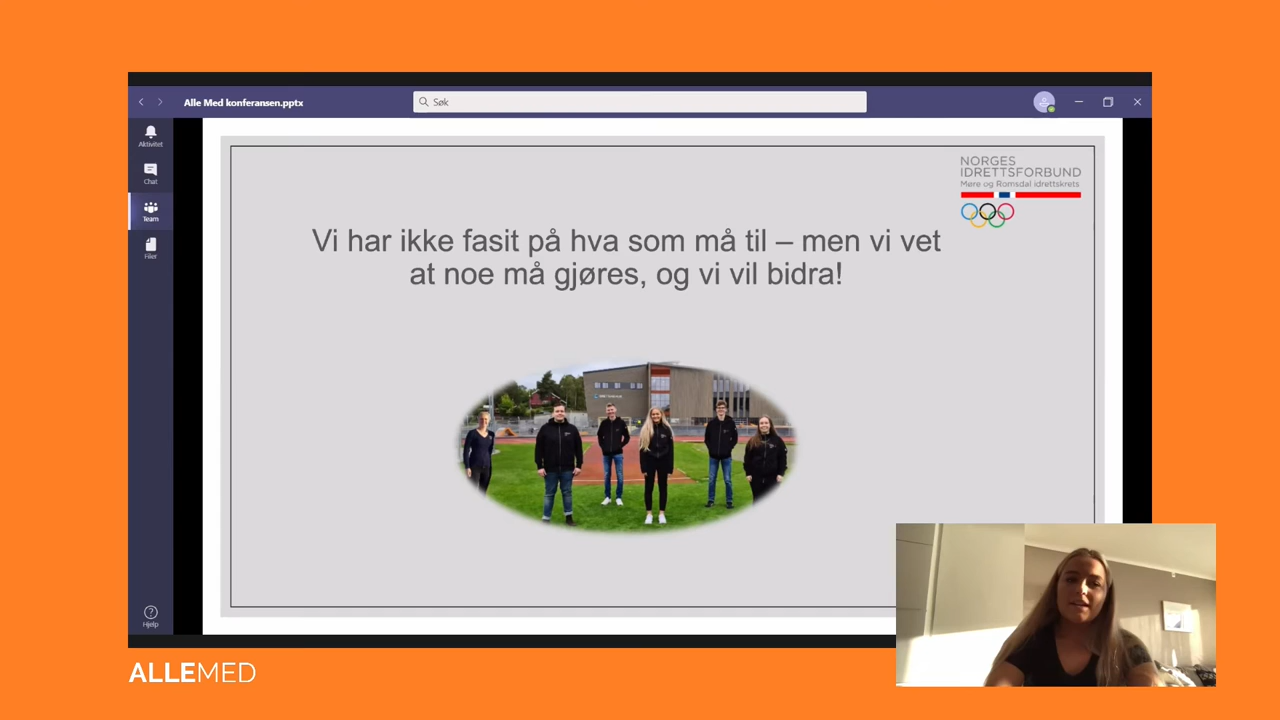 Alle Med konferansen.pptx
Søk
Aktivitet
Chat
Team
Filer
Hjelp
NORGES
IDRETTSFORBUND
Møre og Romsdal idrettskrets
Vi har ikke fasit på hva som må til – men vi vet
at noe må gjøres, og vi vil bidra!
ALLEMED